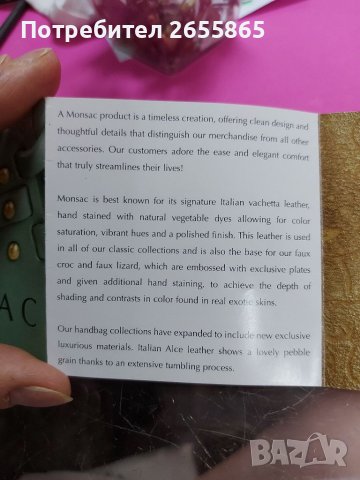 Потребител 2655865
A Monsac product is a timeless creation, offering clean design and
thoughtful details that distinguish our merchandise from all other
accessories. Our customers adore the ease and elegant comfort
that truly streamlines their lives!
Monsac is best known for its signature Italian vachetta leather,
hand stained with natural vegetable dyes allowing for color
saturation, vibrant hues and a polished finish. This leather is used
in all of our classic collections and is also the base for our faux
croc and faux lizard, which are embossed with exclusive plates
and given additional hand staining, to achieve the depth of
shading and contrasts in color found in real exotic skins.
Our handbag collections have expanded to include new exclusive
luxurious materials. Italian Alce leather shows a lovely pebble
grain thanks to an extensive tumbling process.
A C
BAZAR